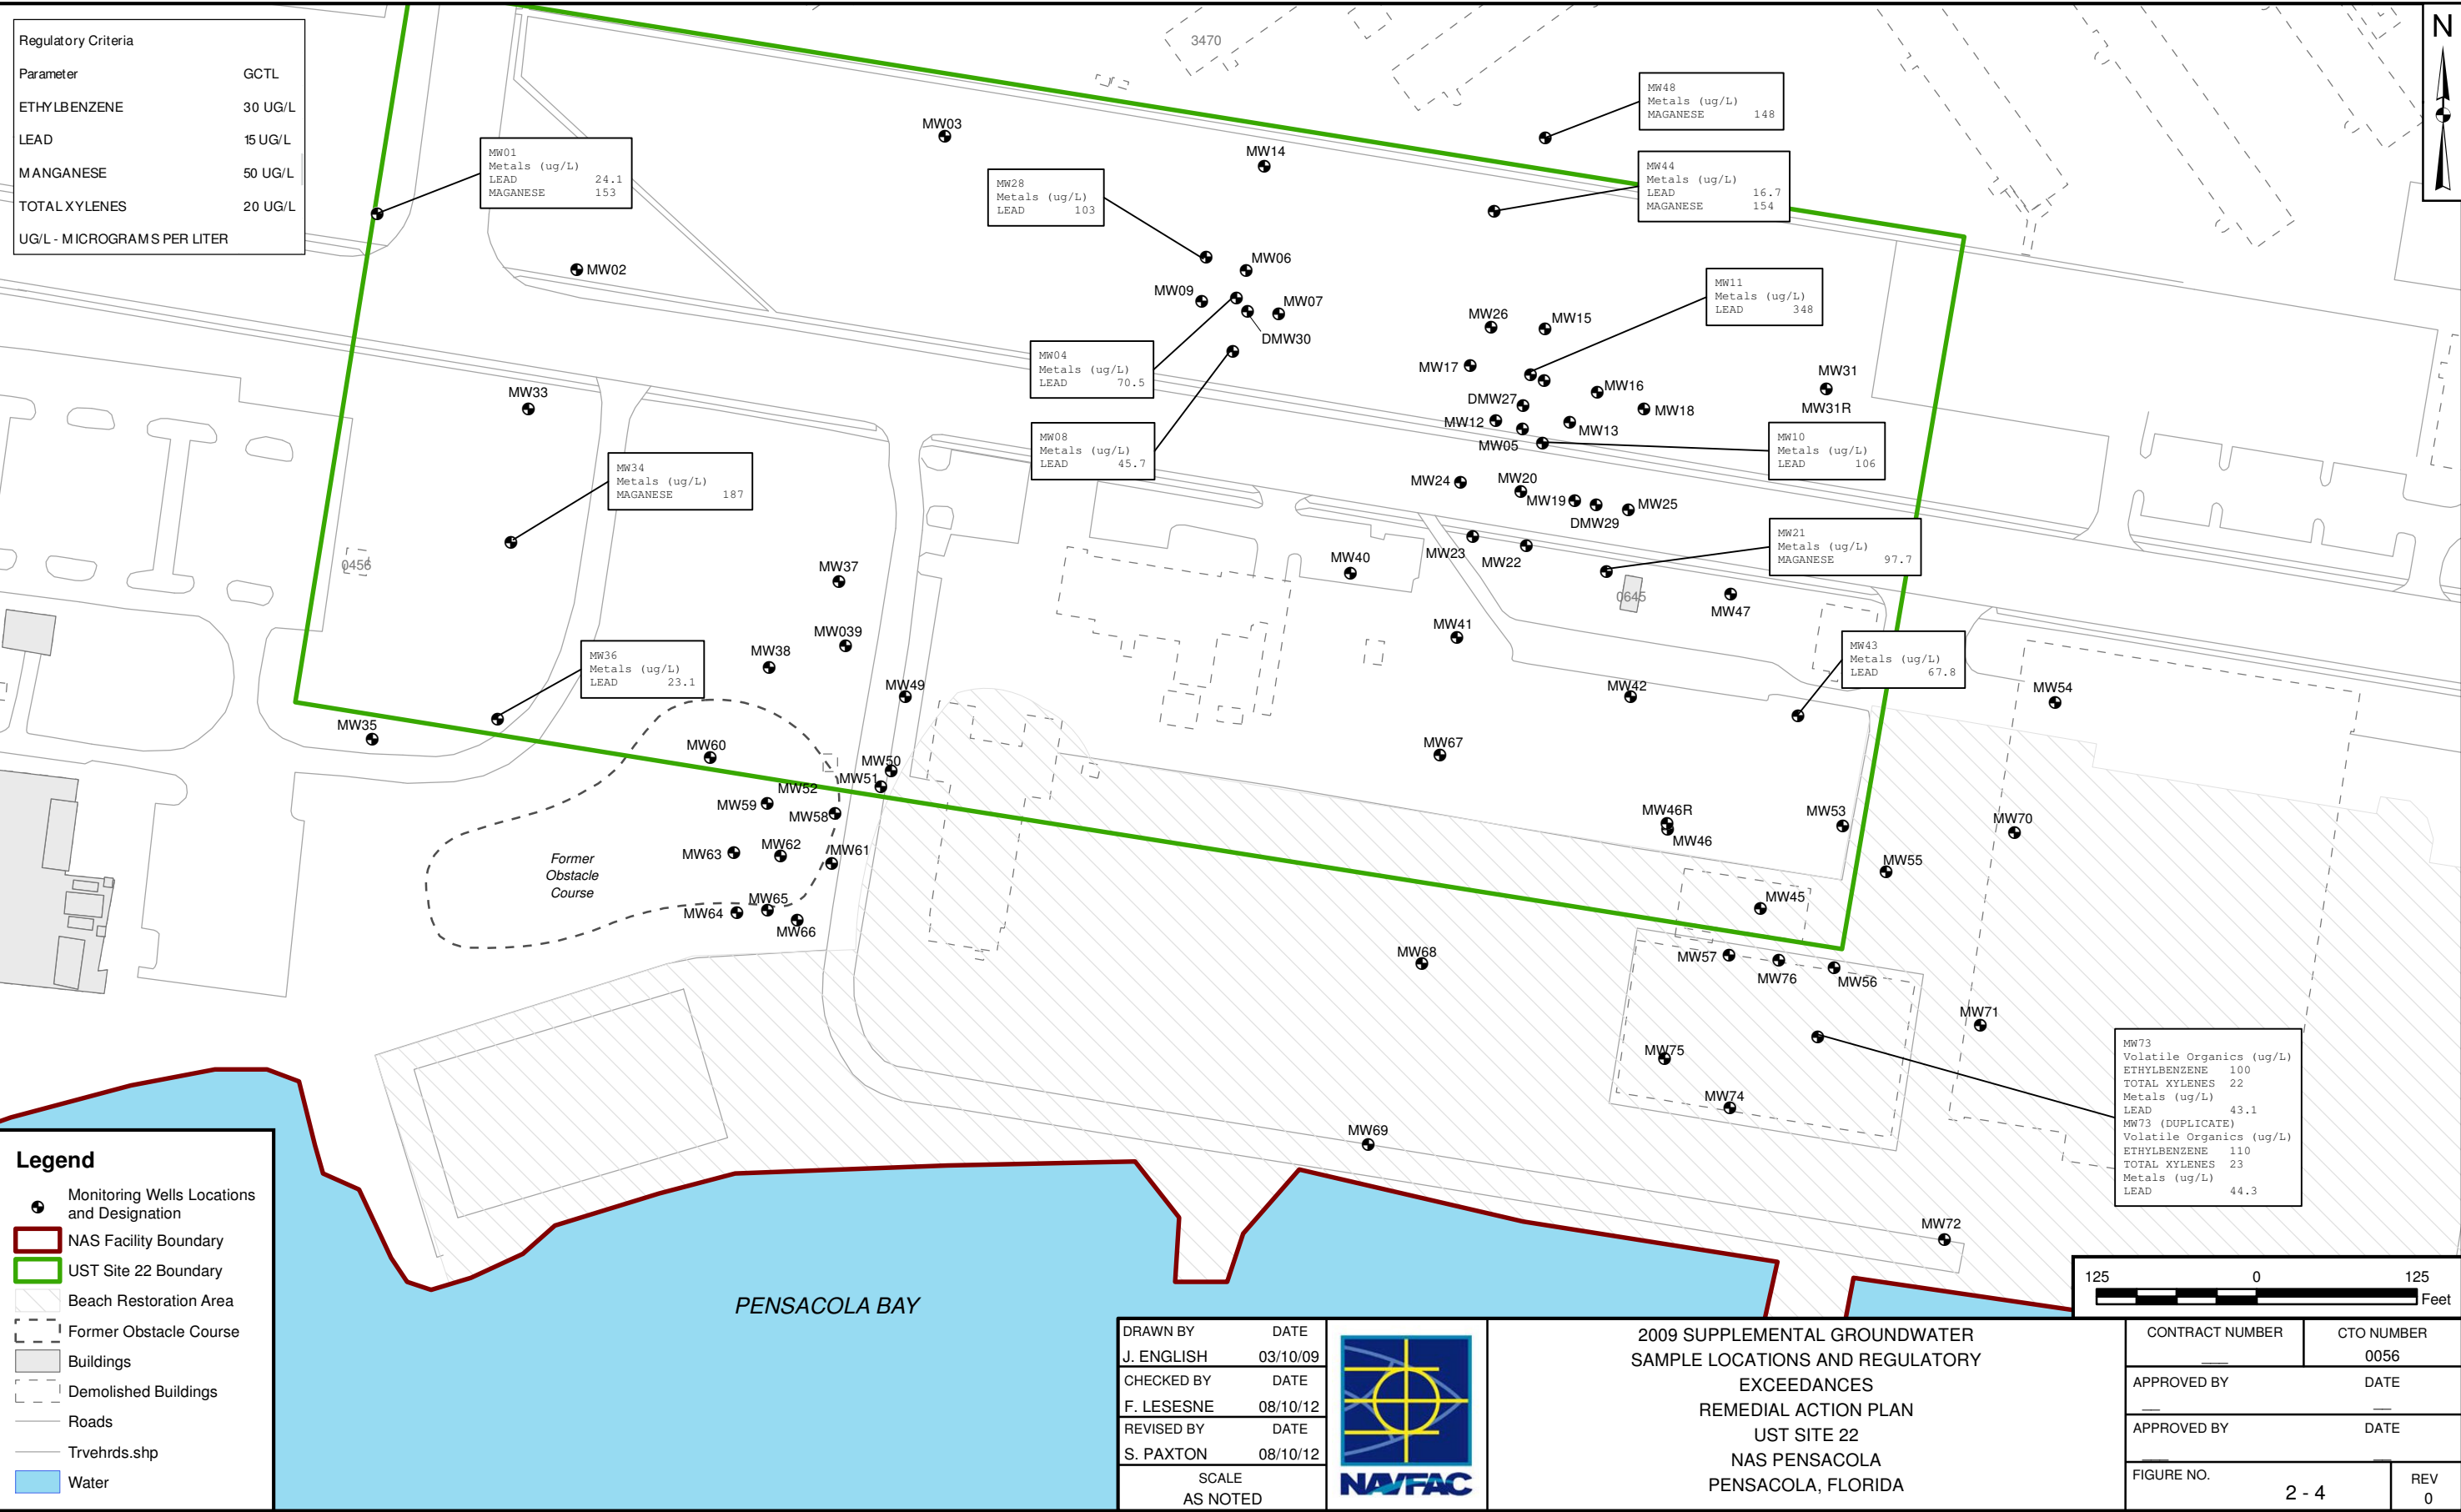 Regulatory Criteria
Parameter GCTL
ETHYLBENZENE 30 UG/L
LEAD 15 UG/L
MANGANESE 50 UG/L
TOTAL XYLENES 20 UG/L
UG/L - MICROGRAMS PER LITER
N
3470
MW48
Metals (ug/L)
MAGANESE 148
MW44
Metals (ug/L)
LEAD 16.7
MAGANESE 154
MW01
Metals (ug/L)
LEAD 24.1
MAGANESE 153
MW03
MW14
MW28
Metals (ug/L)
LEAD 103
MW02
MW06
MW09
MW07
DMW30
MW11
Metals (ug/L)
LEAD 348
MW26
MW15
MW04
Metals (ug/L)
LEAD 70.5
MW17
MW31
MW31R
MW16
MW18
DMW27
MW12
MW13
MW05
MW33
MW08
Metals (ug/L)
LEAD 45.7
MW10
Metals (ug/L)
LEAD 106
MW34
Metals (ug/L)
MAGANESE 187
MW24
MW20
MW19
MW25
DMW29
MW23
MW22
MW21
Metals (ug/L)
MAGANESE 97.7
0456
MW37
MW40
0645
MW47
MW039
MW41
MW38
MW36
Metals (ug/L)
LEAD 23.1
MW43
Metals (ug/L)
LEAD 67.8
MW49
MW42
MW54
MW35
MW60
MW67
MW50
MW51
MW52
MW59
MW58
MW46R
MW46
MW53
MW70
MW63
MW62
MW61
MW55
Former
Obstacle
Course
MW64
MW65
MW66
MW45
MW68
MW57
MW76
MW56
MW71
MW75
MW74
MW73
Volatile Organics (ug/L)
ETHYLBENZENE 100
TOTAL XYLENES 22
Metals (ug/L)
LEAD 43.1
MW73 (DUPLICATE)
Volatile Organics (ug/L)
ETHYLBENZENE 110
TOTAL XYLENES 23
Metals (ug/L)
LEAD 44.3
MW69
MW72
Legend
Monitoring Wells Locations
and Designation
NAS Facility Boundary
UST Site 22 Boundary
Beach Restoration Area
Former Obstacle Course
Buildings
Demolished Buildings
Roads
Trvehrds.shp
Water
PENSACOLA BAY
125 0 125
Feet
DRAWN BY DATE
J. ENGLISH 03/10/09
CHECKED BY DATE
F. LESESNE 08/10/12
REVISED BY DATE
S. PAXTON 08/10/12
SCALE
AS NOTED
NAVFAC
2009 SUPPLEMENTAL GROUNDWATER
SAMPLE LOCATIONS AND REGULATORY
EXCEEDANCES
REMEDIAL ACTION PLAN
UST SITE 22
NAS PENSACOLA
PENSACOLA, FLORIDA
CONTRACT NUMBER
___
CTO NUMBER
0056
APPROVED BY DATE
__ __
APPROVED BY DATE
___ __
FIGURE NO.
2 - 4
REV
0